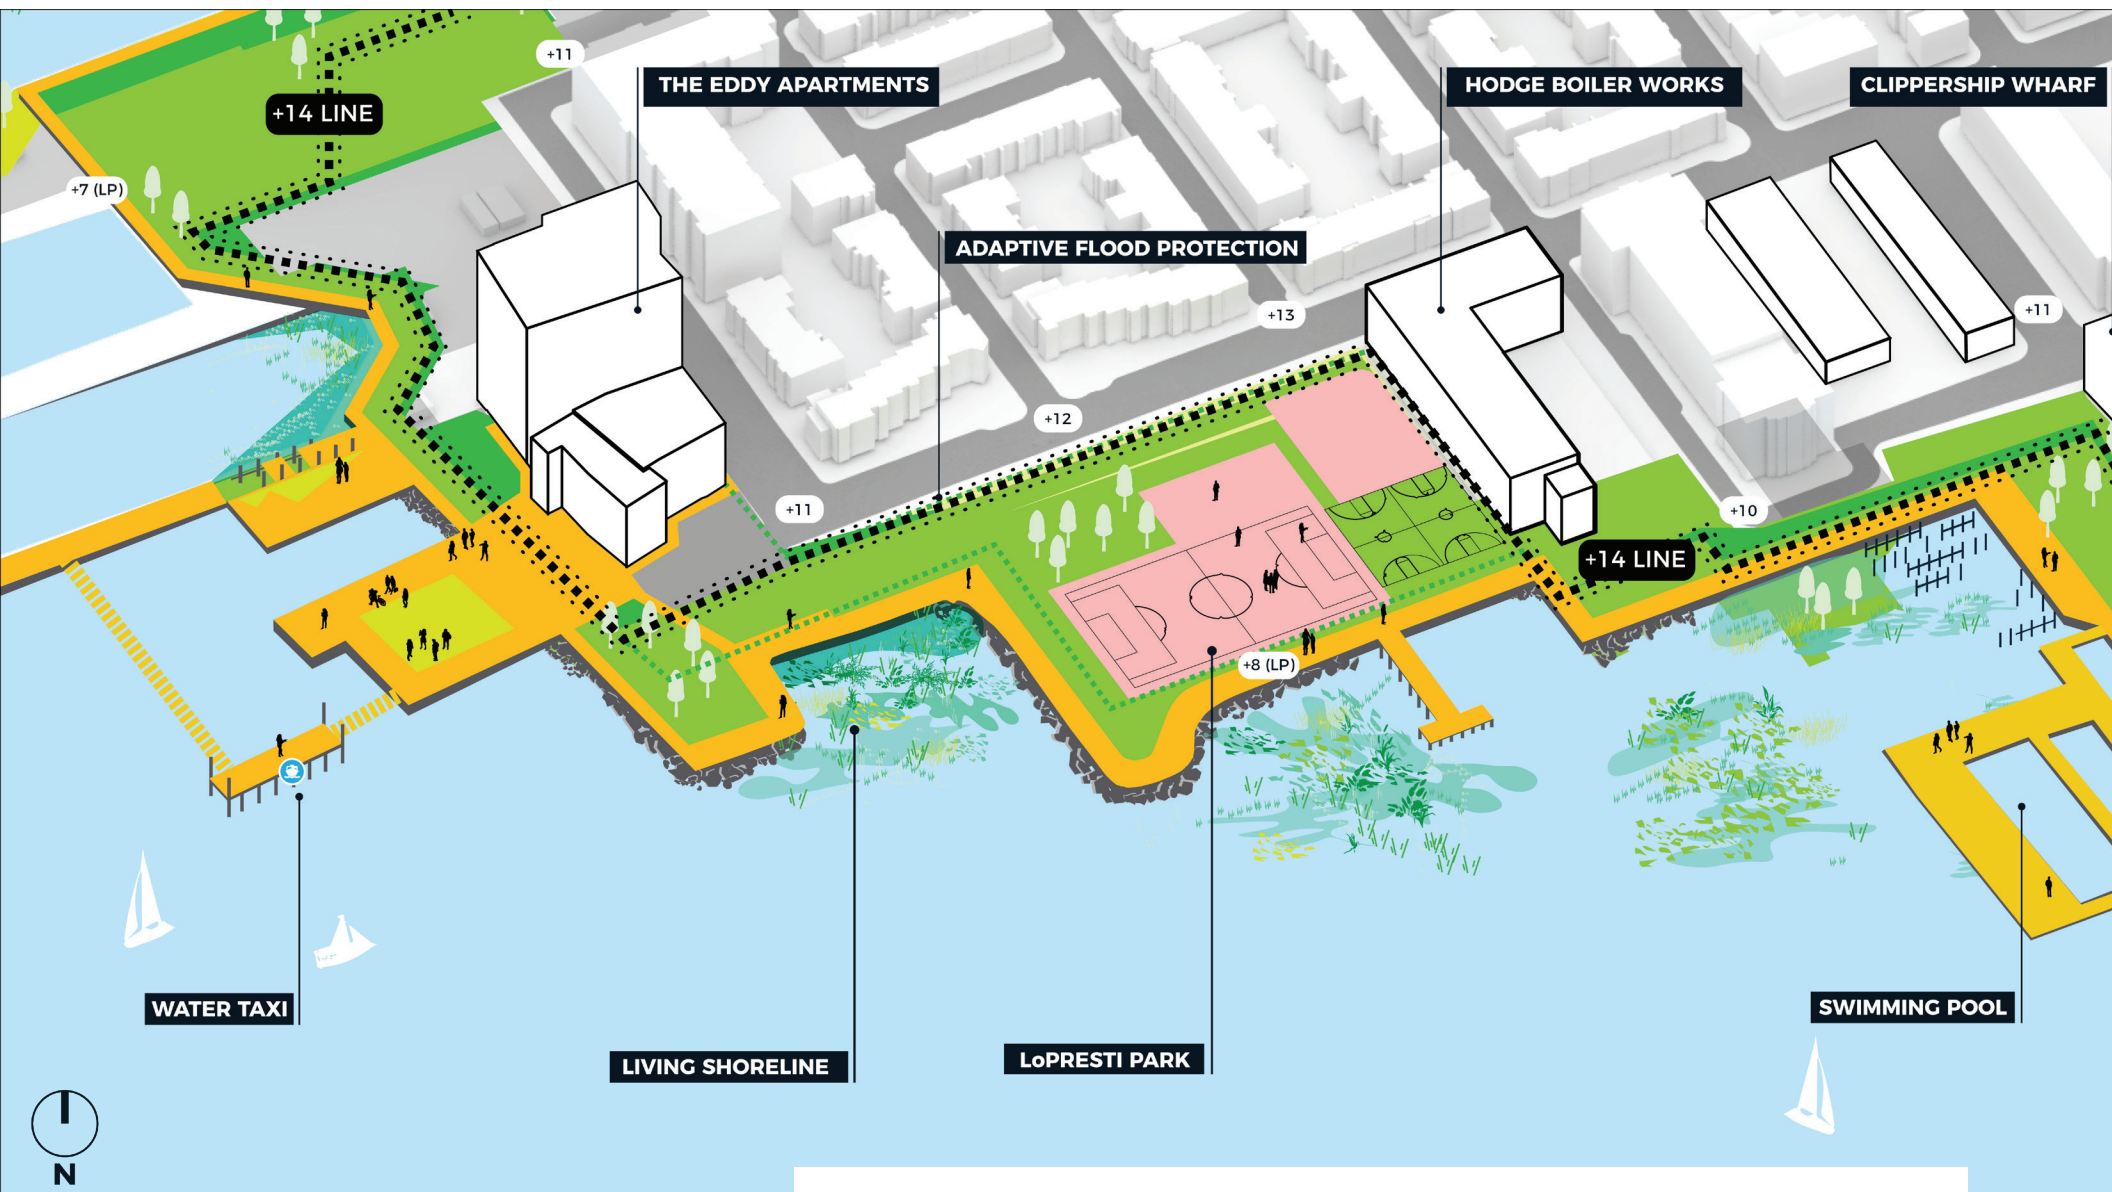 +11
THE EDDY APARTMENTS
HODGE BOILER WORKS
CLIPPERSHIP WHARF
+14 LINE
+7 (LP)
ADAPTIVE FLOOD PROTECTION
+13
+11
+12
+11
+10
+14 LINE
+8 (LP)
WATER TAXI
SWIMMING POOL
LIVING SHORELINE
LoPRESTI PARK
N